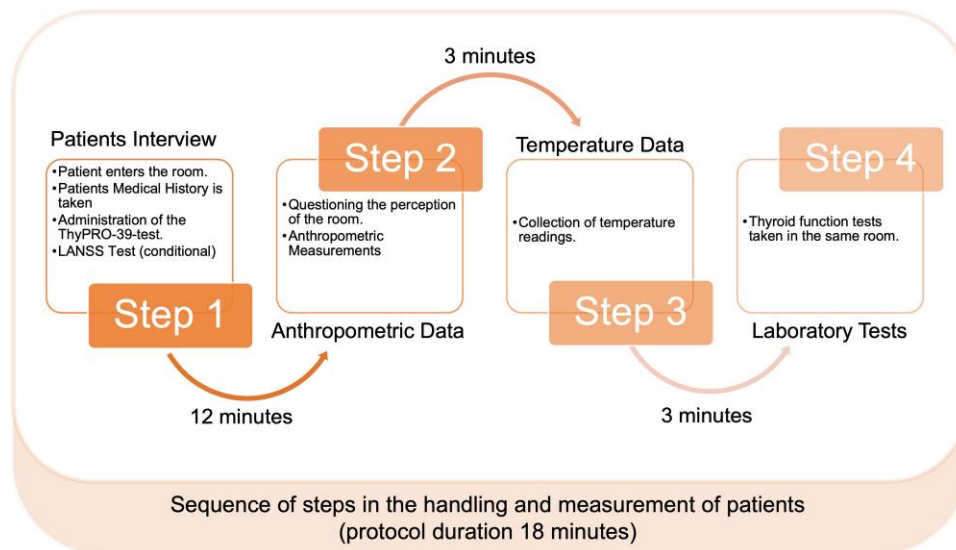 Patients Interview
•Patient enters the room.
•Patients Medical History is
taken
•Administration of the
ThyPRO-39-test.
•LANSS Test (conditional)
Step 1
12 minutes
Step 2
•Questioning the perception
of the room.
•Anthropometric
Measurements
Anthropometric Data
3 minutes
Temperature Data
•Collection of temperature
readings.
Step 3
3 minutes
Step 4
•Thyroid function tests
taken in the same room.
Laboratory Tests
Sequence of steps in the handling and measurement of patients
(protocol duration 18 minutes)